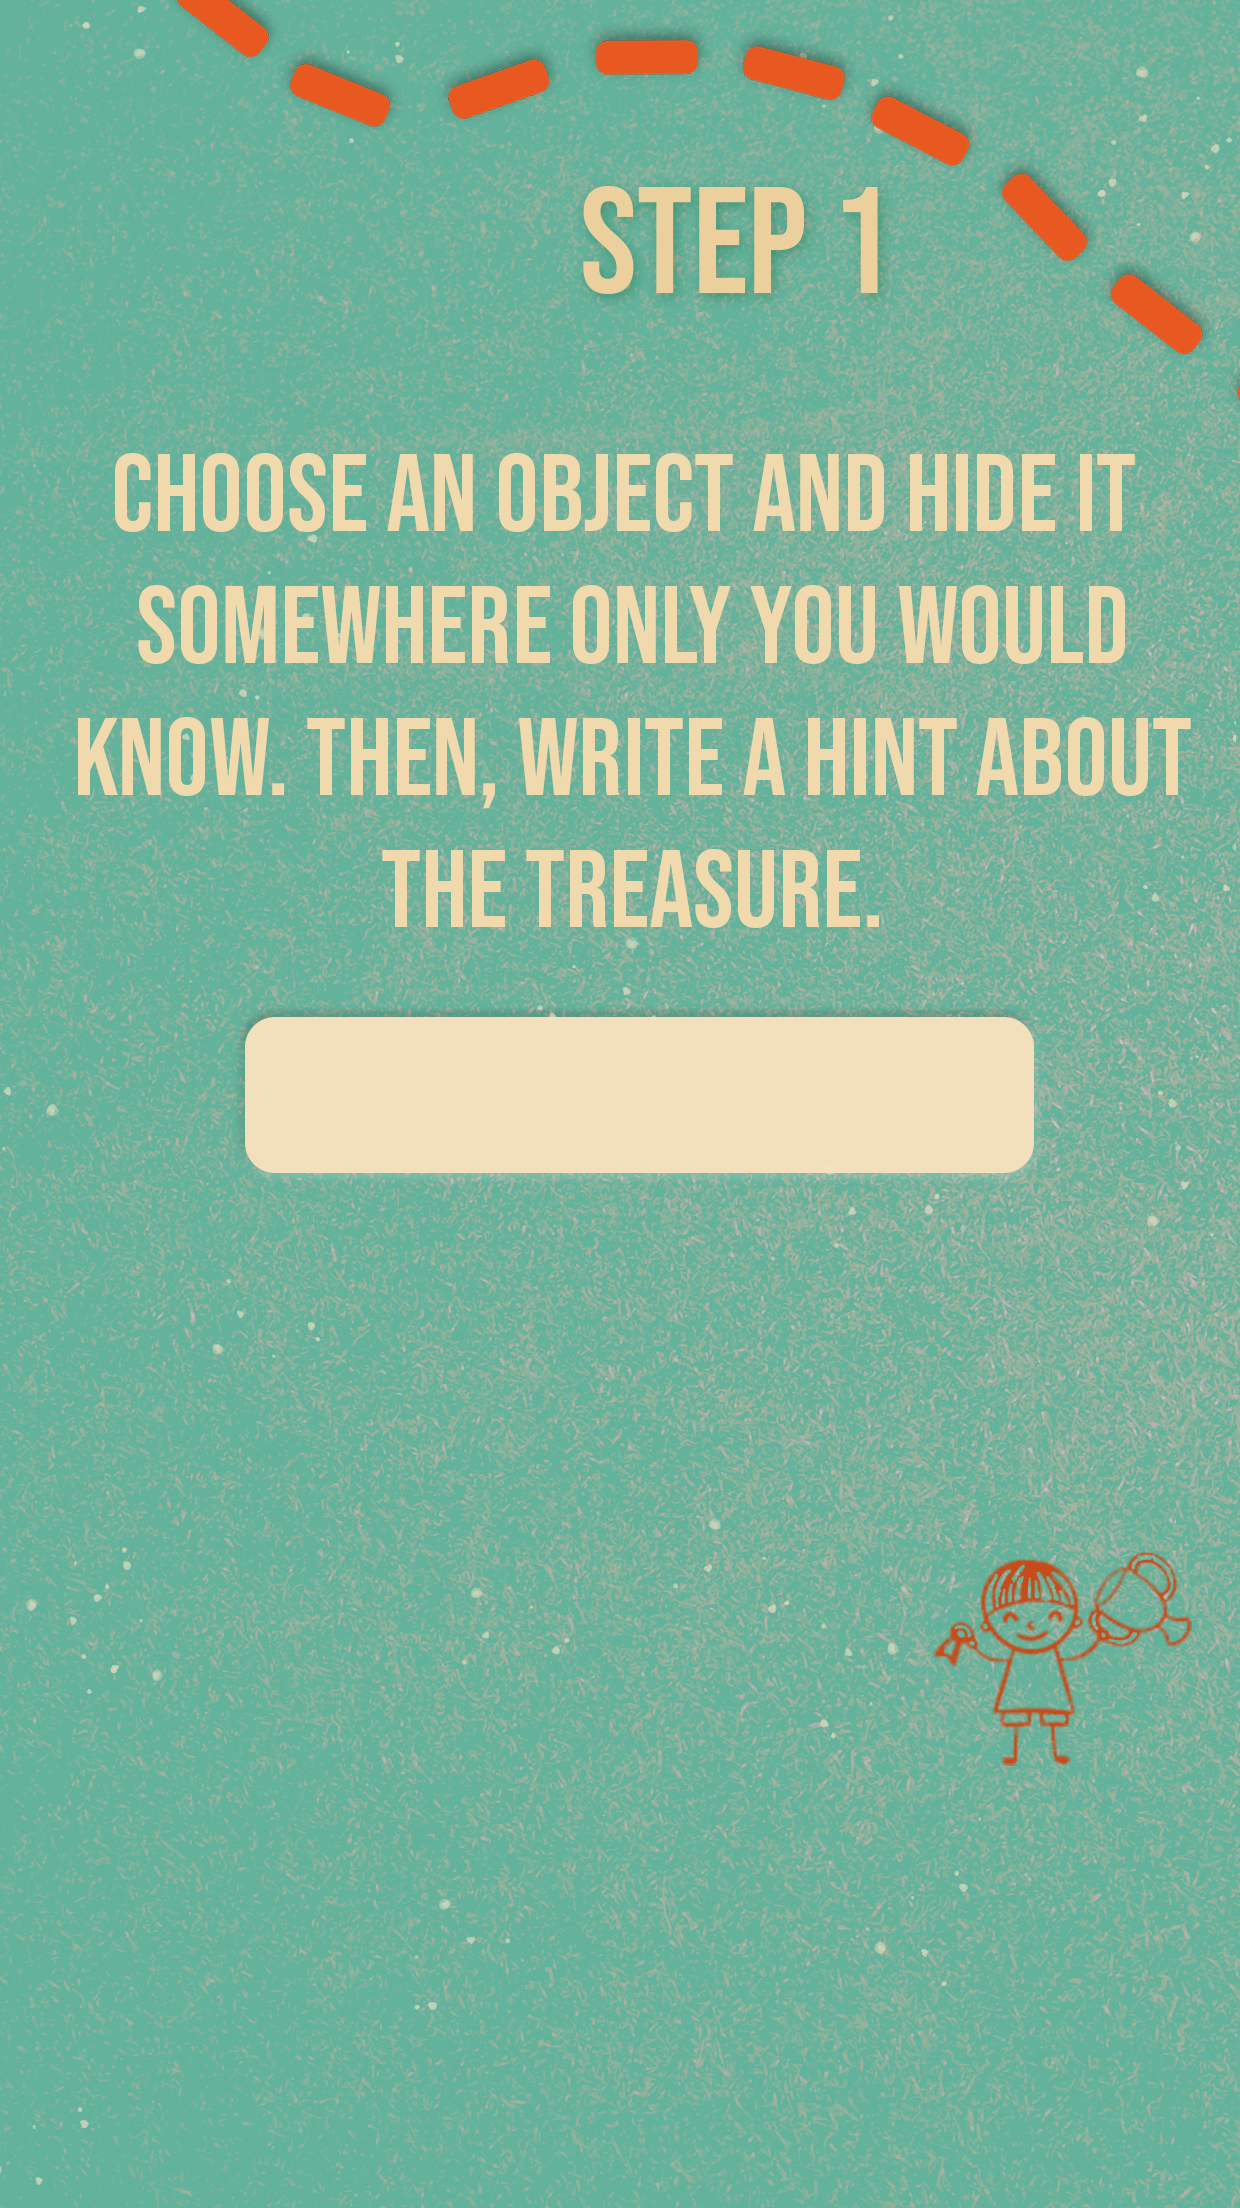 STEP 1
CHOOSE AN OBJECT AND HIDE IT
SOMEWHERE ONLY YOU WOULD
KNOW. THEN, WRITE A HINT ABOUT
THE TREASURE.